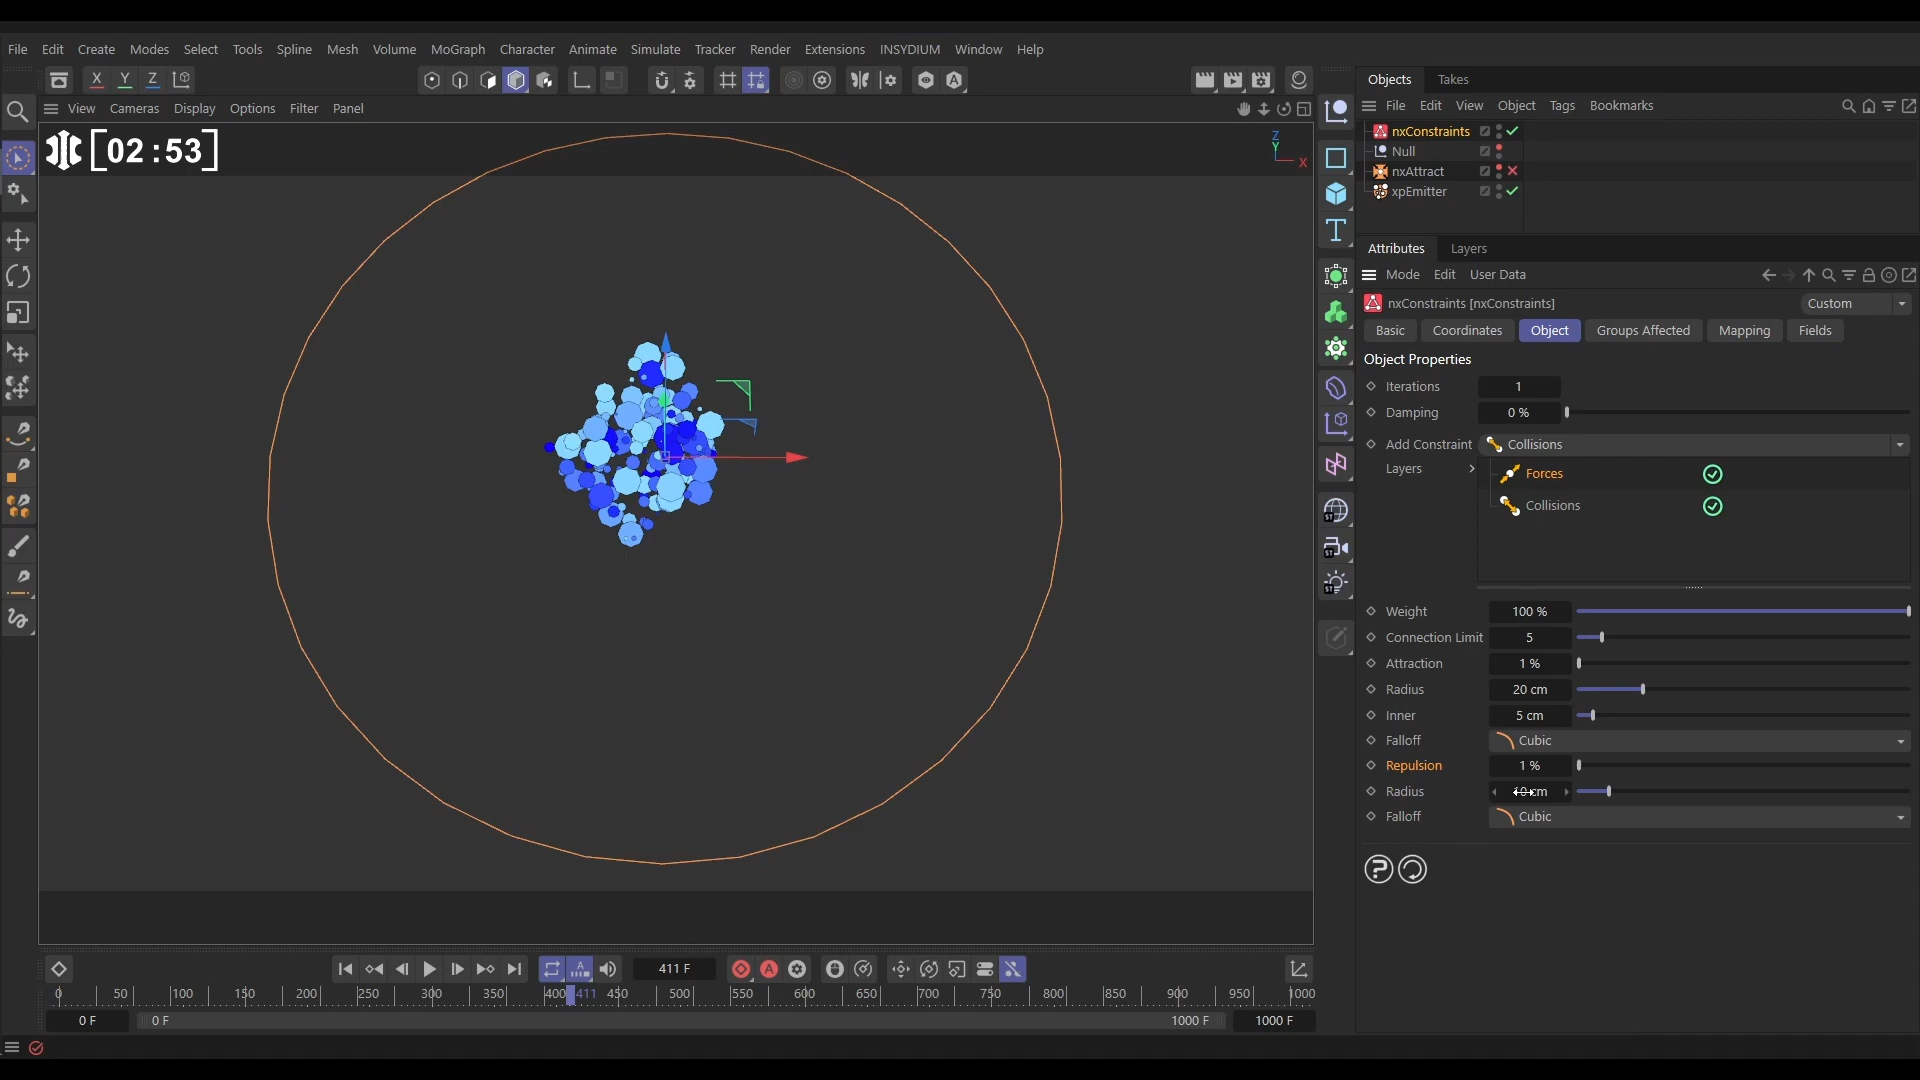 File Edit Create Modes Select Tools Spline Mesh Volume MoGraph Character Animate Simulate Tracker Render Extensions INSYDIUM Window Help
X Y Z
View Cameras Display Options Filter Panel
[02:53]
Z
Y
X
Objects Takes
File Edit View Object Tags Bookmarks
nxConstraints
Null
nxAttract
xpEmitter
Attributes Layers
Mode Edit User Data
nxConstraints [nxConstraints] Custom
Basic Coordinates Object Groups Affected Mapping Fields
Object Properties
Iterations 1
Damping 0 %
Add Constraint Collisions
Layers
Forces
Collisions
Weight 100 %
Connection Limit 5
Attraction 1 %
Radius 20 cm
Inner 5 cm
Falloff Cubic
Repulsion 1 %
Radius cm
Falloff Cubic
411 F
0 50 100 150 200 250 300 350 400 411 450 500 550 600 650 700 750 800 850 900 950 1000
0 F 0 F 1000 F 1000 F